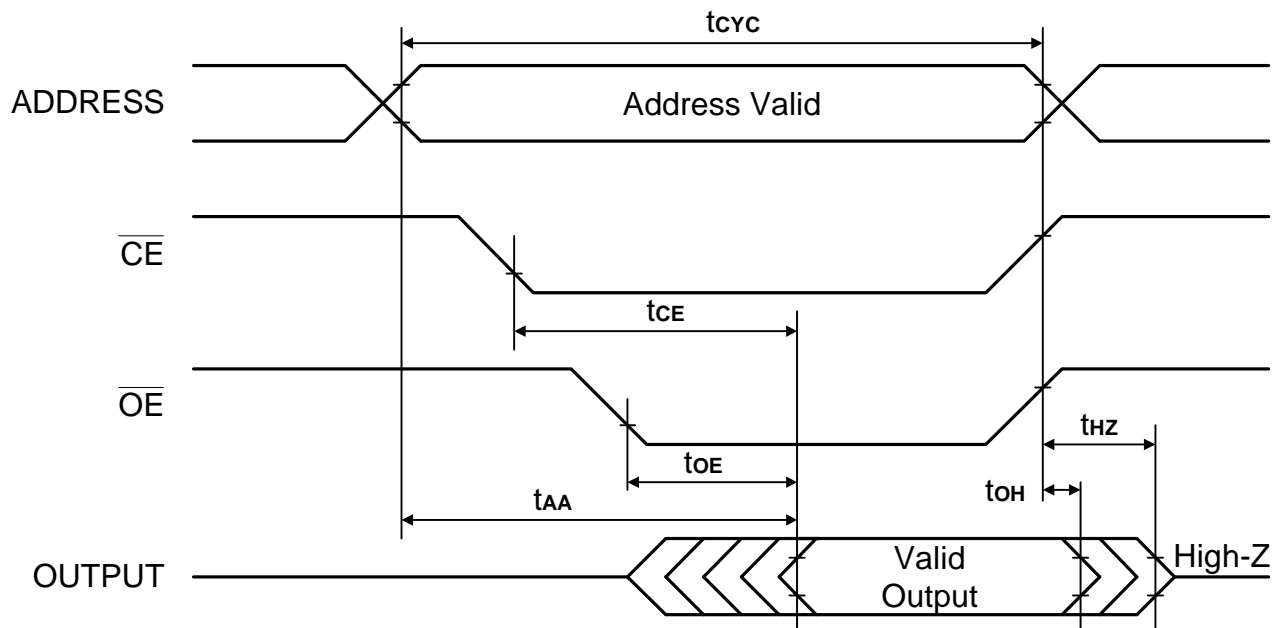 tCYC
ADDRESS
Address Valid
CE
tCE
OE
tHZ
tOE
tOH
tAA
OUTPUT
Valid
Output
High-Z